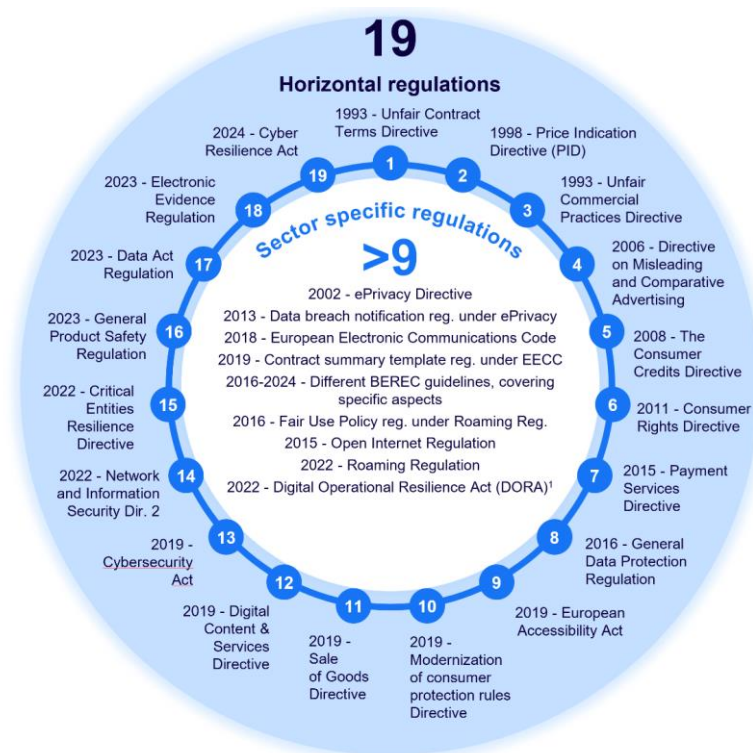 19
Horizontal regulations
1
1993 - Unfair Contract
Terms Directive
2
1998 - Price Indication
Directive (PID)
3
1993 - Unfair
Commercial
Practices Directive
4
2006 - Directive
on Misleading
and Comparative
Advertising
5
2008 - The
Consumer
Credits Directive
6
2011 - Consumer
Rights Directive
7
2015 - Payment
Services
Directive
8
2016 - General
Data Protection
Regulation
9
2019 - European
Accessibility Act
10
2019 -
Modernization
of consumer
protection rules
Directive
11
2019 -
Sale
of Goods
Directive
12
2019 - Digital
Content &
Services
Directive
13
2019 -
Cybersecurity
Act
14
2022 - Network
and Information
Security Dir. 2
15
2022 - Critical
Entities
Resilience
Directive
16
2023 - General
Product Safety
Regulation
17
2023 - Data Act
Regulation
18
2023 - Electronic
Evidence
Regulation
19
2024 - Cyber
Resilience Act
Sector specific regulations
>9
2002 - ePrivacy Directive
2013 - Data breach notification reg. under ePrivacy
2018 - European Electronic Communications Code
2019 - Contract summary template reg. under EECC
2016-2024 - Different BEREC guidelines, covering
specific aspects
2016 - Fair Use Policy reg. under Roaming Reg.
2015 - Open Internet Regulation
2022 - Roaming Regulation
2022 - Digital Operational Resilience Act (DORA)¹